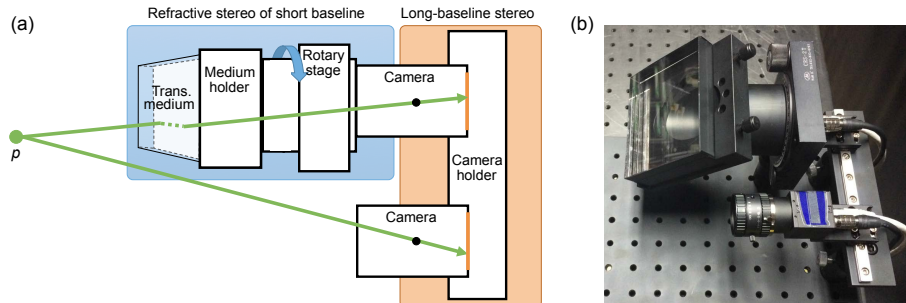 (a)
Refractive stereo of short baseline
Long-baseline stereo
(b)
Trans.
medium
Medium
holder
Rotary
stage
Camera
p
Camera
holder
Camera